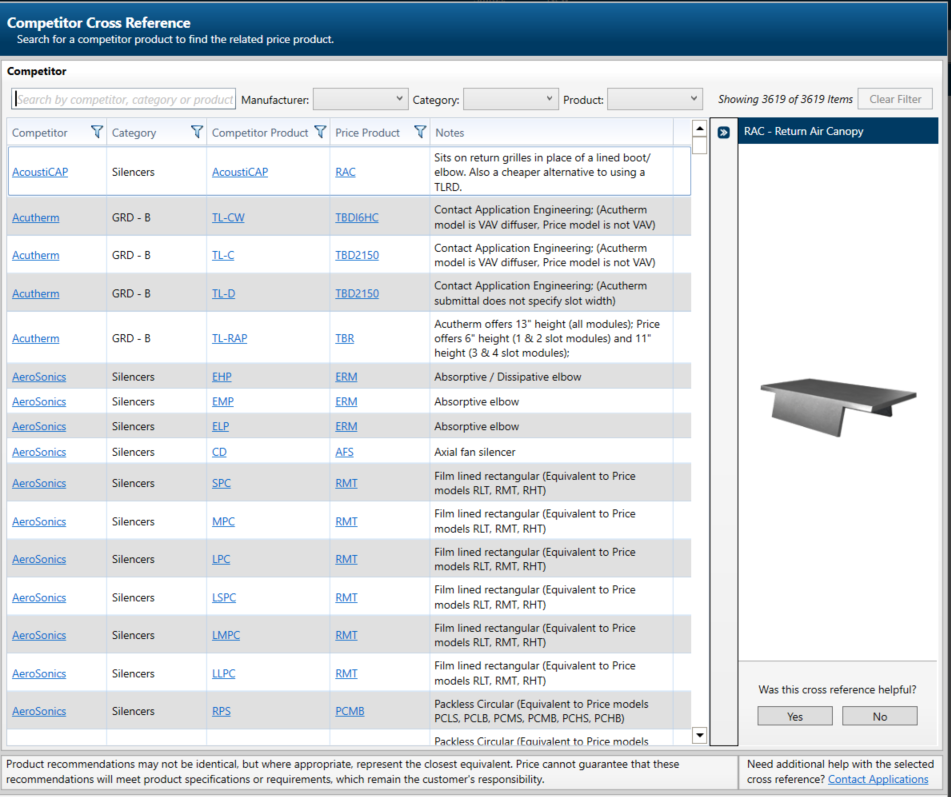 Competitor Cross Reference
Search for a competitor product to find the related price product.
Competitor
Search by competitor, category or product Manufacturer: Category: Product: Showing 3619 of 3619 Items Clear Filter
Competitor Category Competitor Product Price Product Notes
RAC - Return Air Canopy
Sits on return grilles in place of a lined boot/
AcoustiCAP Silencers AcoustiCAP RAC elbow. Also a cheaper alternative to using a
TLRD.
Contact Application Engineering; (Acutherm
Acutherm GRD - B TL-CW TBDI6HC
model is VAV diffuser, Price model is not VAV)
Contact Application Engineering; (Acutherm
Acutherm GRD - B TL-C TBD2150
model is VAV diffuser, Price model is not VAV)
Contact Application Engineering; (Acutherm
Acutherm GRD - B TL-D TBD2150
submittal does not specify slot width)
Acutherm offers 13" height (all modules); Price
Acutherm GRD - B TL-RAP TBR offers 6" height (1 & 2 slot modules) and 11"
height (3 & 4 slot modules);
AeroSonics Silencers EHP ERM Absorptive / Dissipative elbow
AeroSonics Silencers EMP ERM Absorptive elbow
AeroSonics Silencers ELP ERM Absorptive elbow
AeroSonics Silencers CD AFS Axial fan silencer
Film lined rectangular (Equivalent to Price
AeroSonics Silencers SPC RMT
models RLT, RMT, RHT)
Film lined rectangular (Equivalent to Price
AeroSonics Silencers MPC RMT
models RLT, RMT, RHT)
Film lined rectangular (Equivalent to Price
AeroSonics Silencers LPC RMT
models RLT, RMT, RHT)
Film lined rectangular (Equivalent to Price
AeroSonics Silencers LSPC RMT
models RLT, RMT, RHT)
Film lined rectangular (Equivalent to Price
AeroSonics Silencers LMPC RMT
models RLT, RMT, RHT)
Film lined rectangular (Equivalent to Price
AeroSonics Silencers LLPC RMT
models RLT, RMT, RHT)
Packless Circular (Equivalent to Price models
AeroSonics Silencers RPS PCMB
PCLS, PCLB, PCMS, PCMB, PCHS, PCHB)
Packless Circular (Equivalent to Price models
Was this cross reference helpful?
Yes No
Product recommendations may not be identical, but where appropriate, represent the closest equivalent. Price cannot guarantee that these
recommendations will meet product specifications or requirements, which remain the customer's responsibility.
Need additional help with the selected
cross reference? Contact Applications